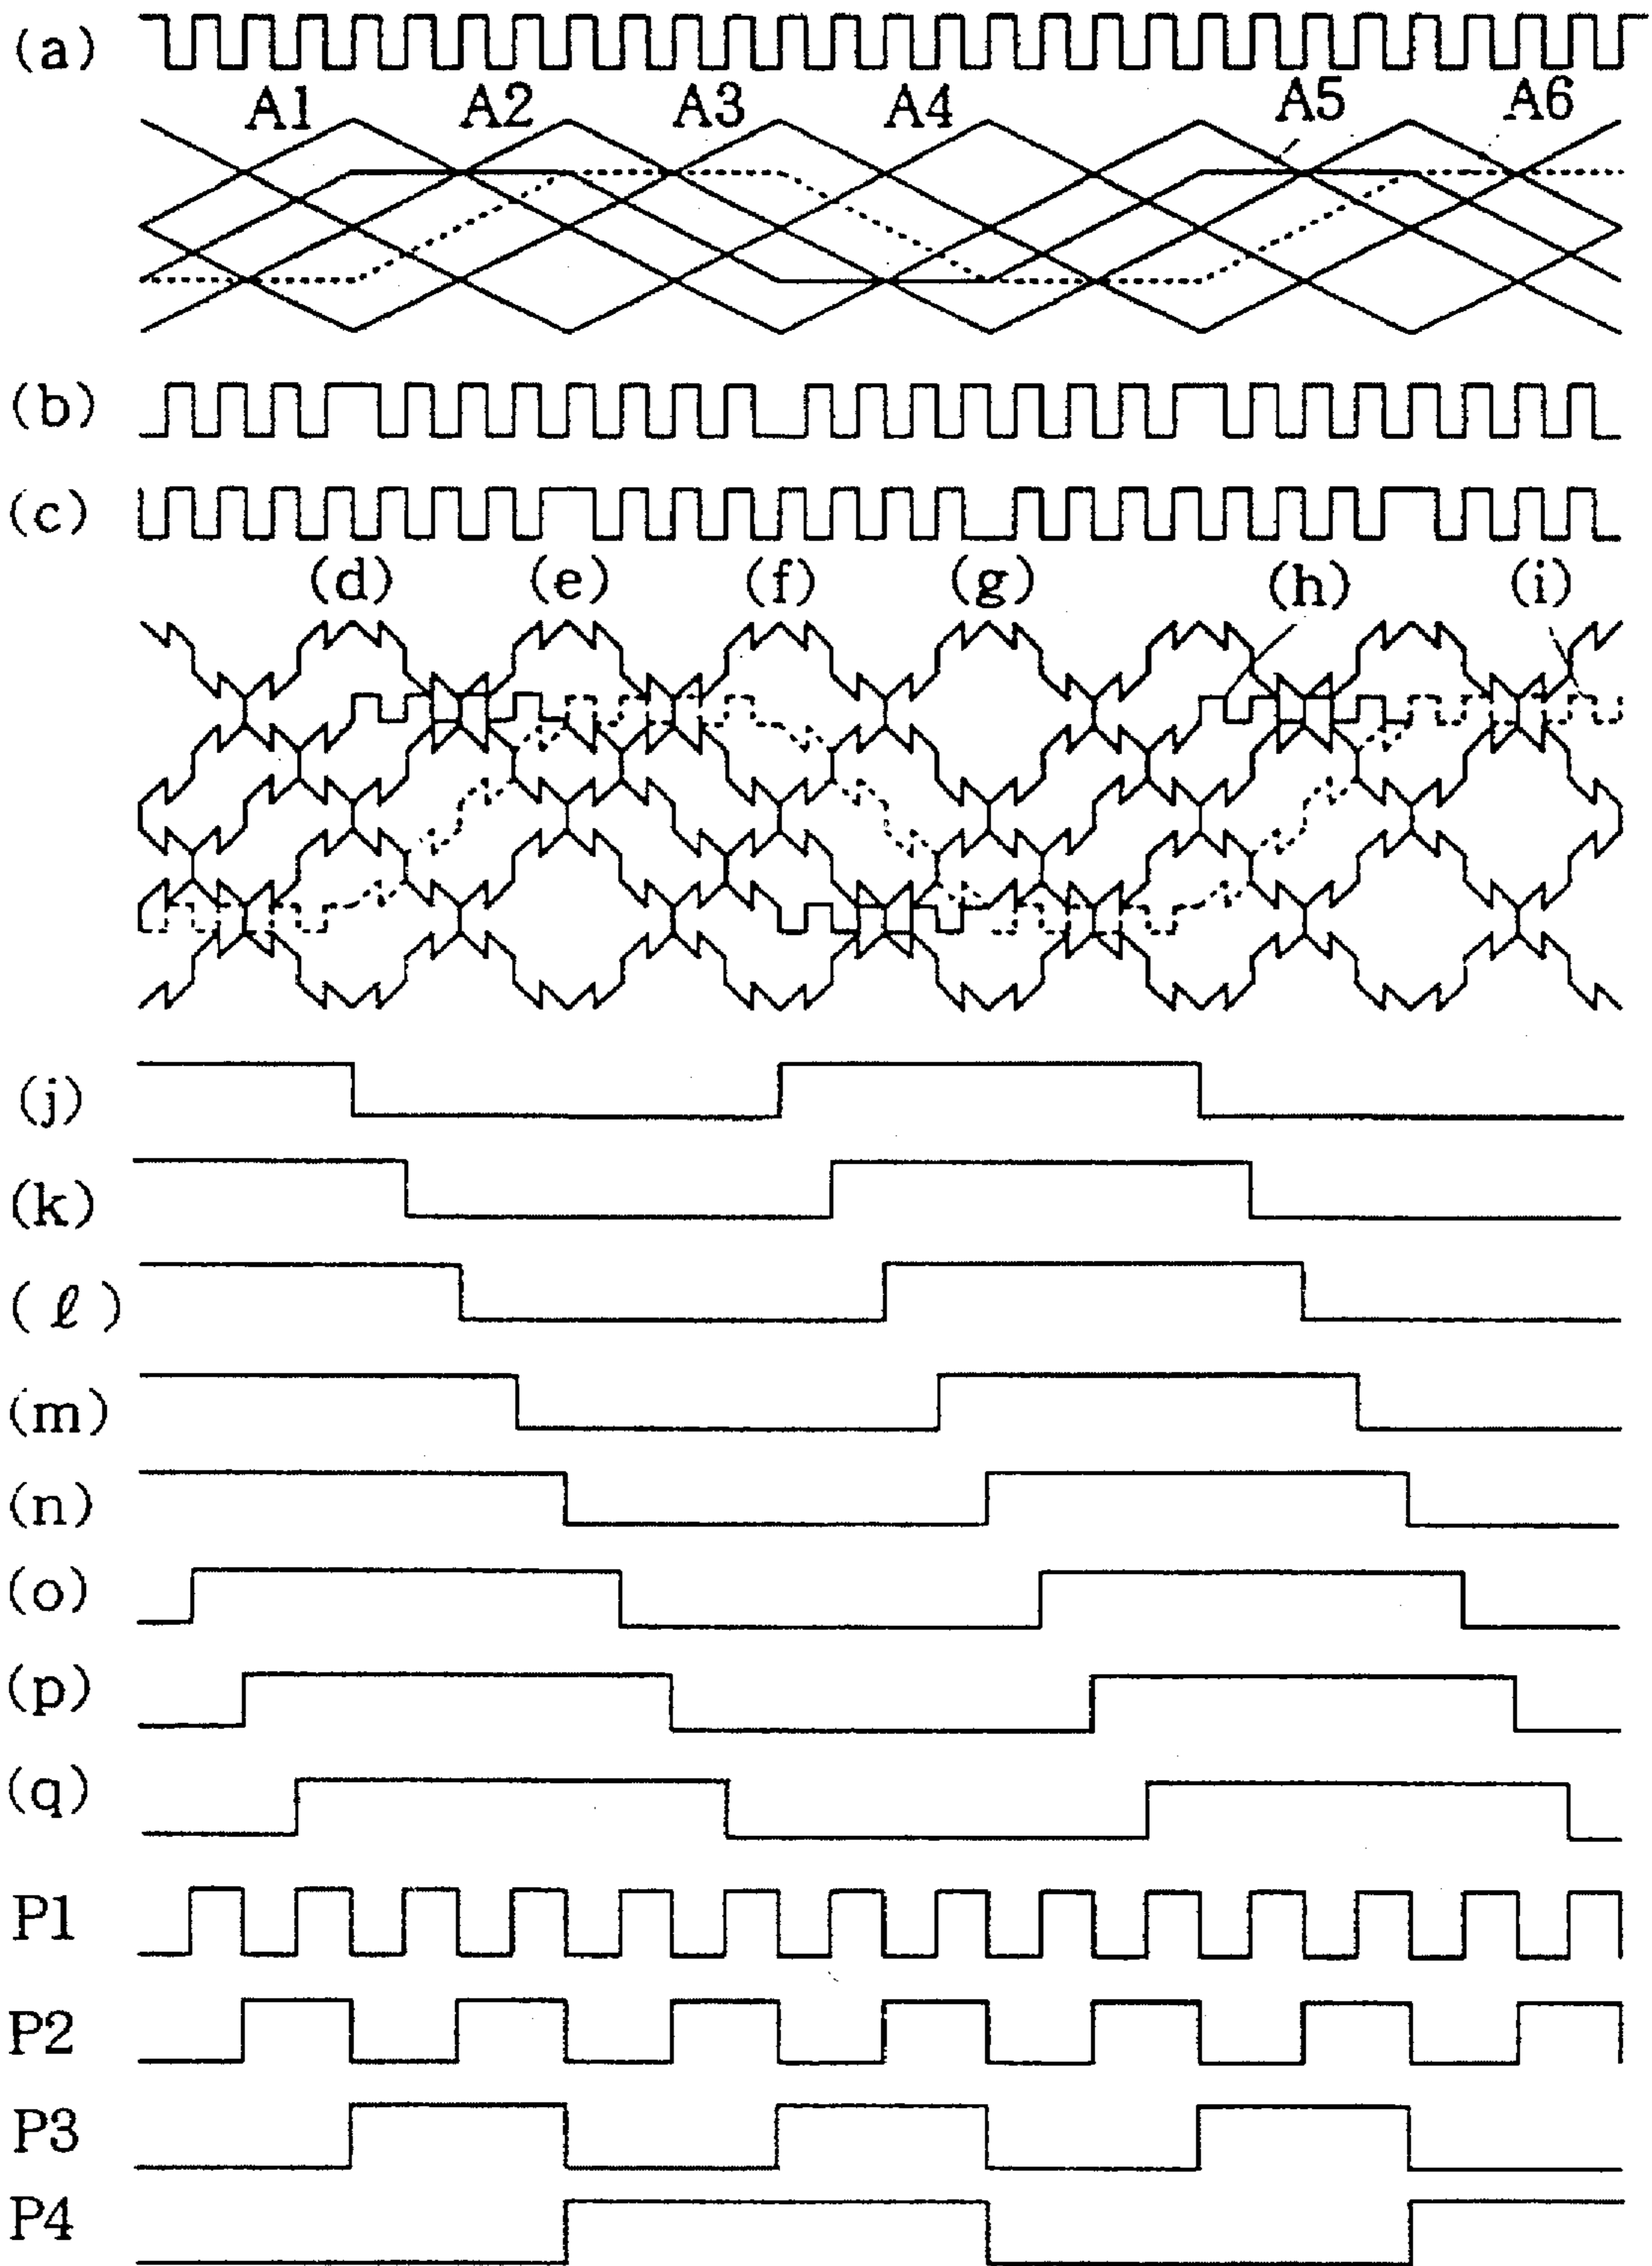 (a)
A1 A2 A3 A4 A5 A6
(b)
(c)
(d) (e) (f) (g) (h) (i)
(j)
(k)
(ℓ)
(m)
(n)
(o)
(p)
(q)
P1
P2
P3
P4